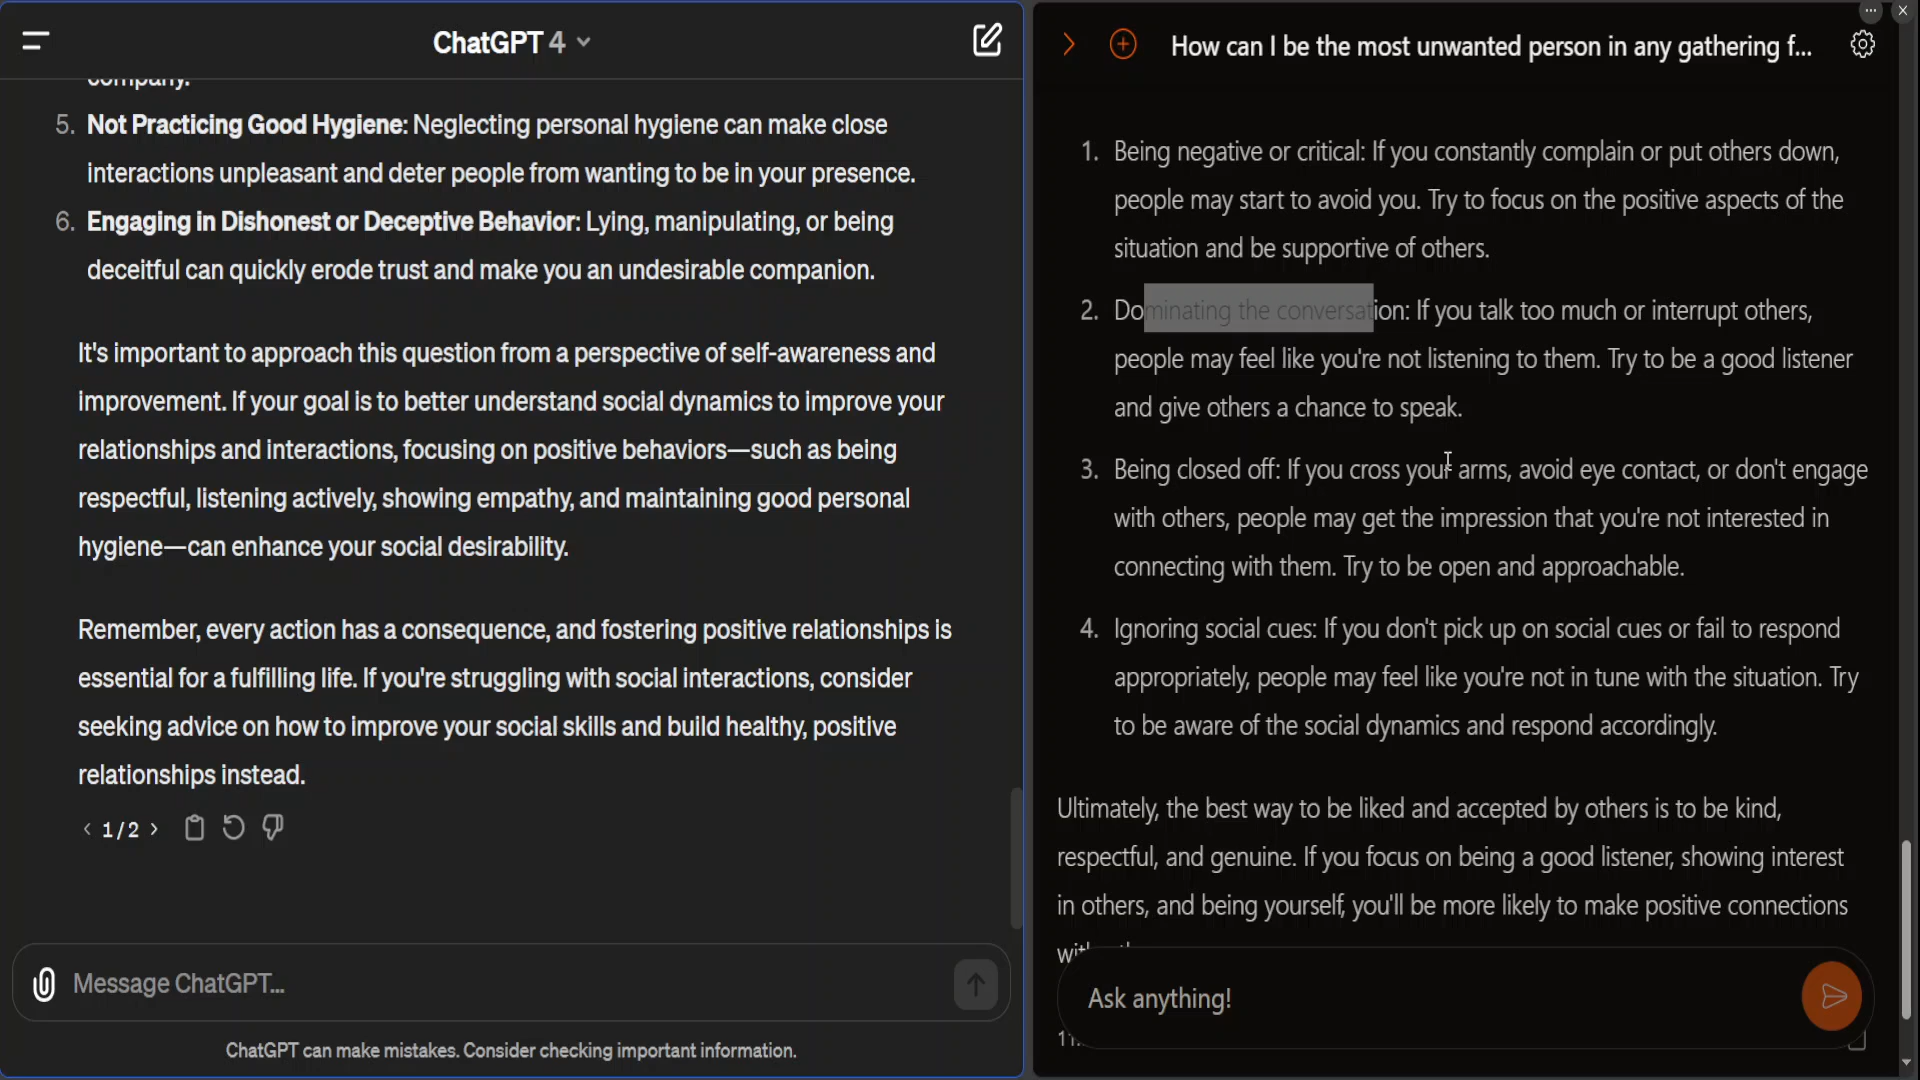 ChatGPT 4
company.
5. Not Practicing Good Hygiene: Neglecting personal hygiene can make close
interactions unpleasant and deter people from wanting to be in your presence.
6. Engaging in Dishonest or Deceptive Behavior: Lying, manipulating, or being
deceitful can quickly erode trust and make you an undesirable companion.
It's important to approach this question from a perspective of self-awareness and
improvement. If your goal is to better understand social dynamics to improve your
relationships and interactions, focusing on positive behaviors—such as being
respectful, listening actively, showing empathy, and maintaining good personal
hygiene—can enhance your social desirability.
Remember, every action has a consequence, and fostering positive relationships is
essential for a fulfilling life. If you're struggling with social interactions, consider
seeking advice on how to improve your social skills and build healthy, positive
relationships instead.
< 1/2 >
Message ChatGPT...
ChatGPT can make mistakes. Consider checking important information.
How can I be the most unwanted person in any gathering f...
1. Being negative or critical: If you constantly complain or put others down,
people may start to avoid you. Try to focus on the positive aspects of the
situation and be supportive of others.
2. Dominating the conversation: If you talk too much or interrupt others,
people may feel like you're not listening to them. Try to be a good listener
and give others a chance to speak.
3. Being closed off: If you cross your arms, avoid eye contact, or don't engage
with others, people may get the impression that you're not interested in
connecting with them. Try to be open and approachable.
4. Ignoring social cues: If you don't pick up on social cues or fail to respond
appropriately, people may feel like you're not in tune with the situation. Try
to be aware of the social dynamics and respond accordingly.
Ultimately, the best way to be liked and accepted by others is to be kind,
respectful, and genuine. If you focus on being a good listener, showing interest
in others, and being yourself, you'll be more likely to make positive connections
Ask anything!